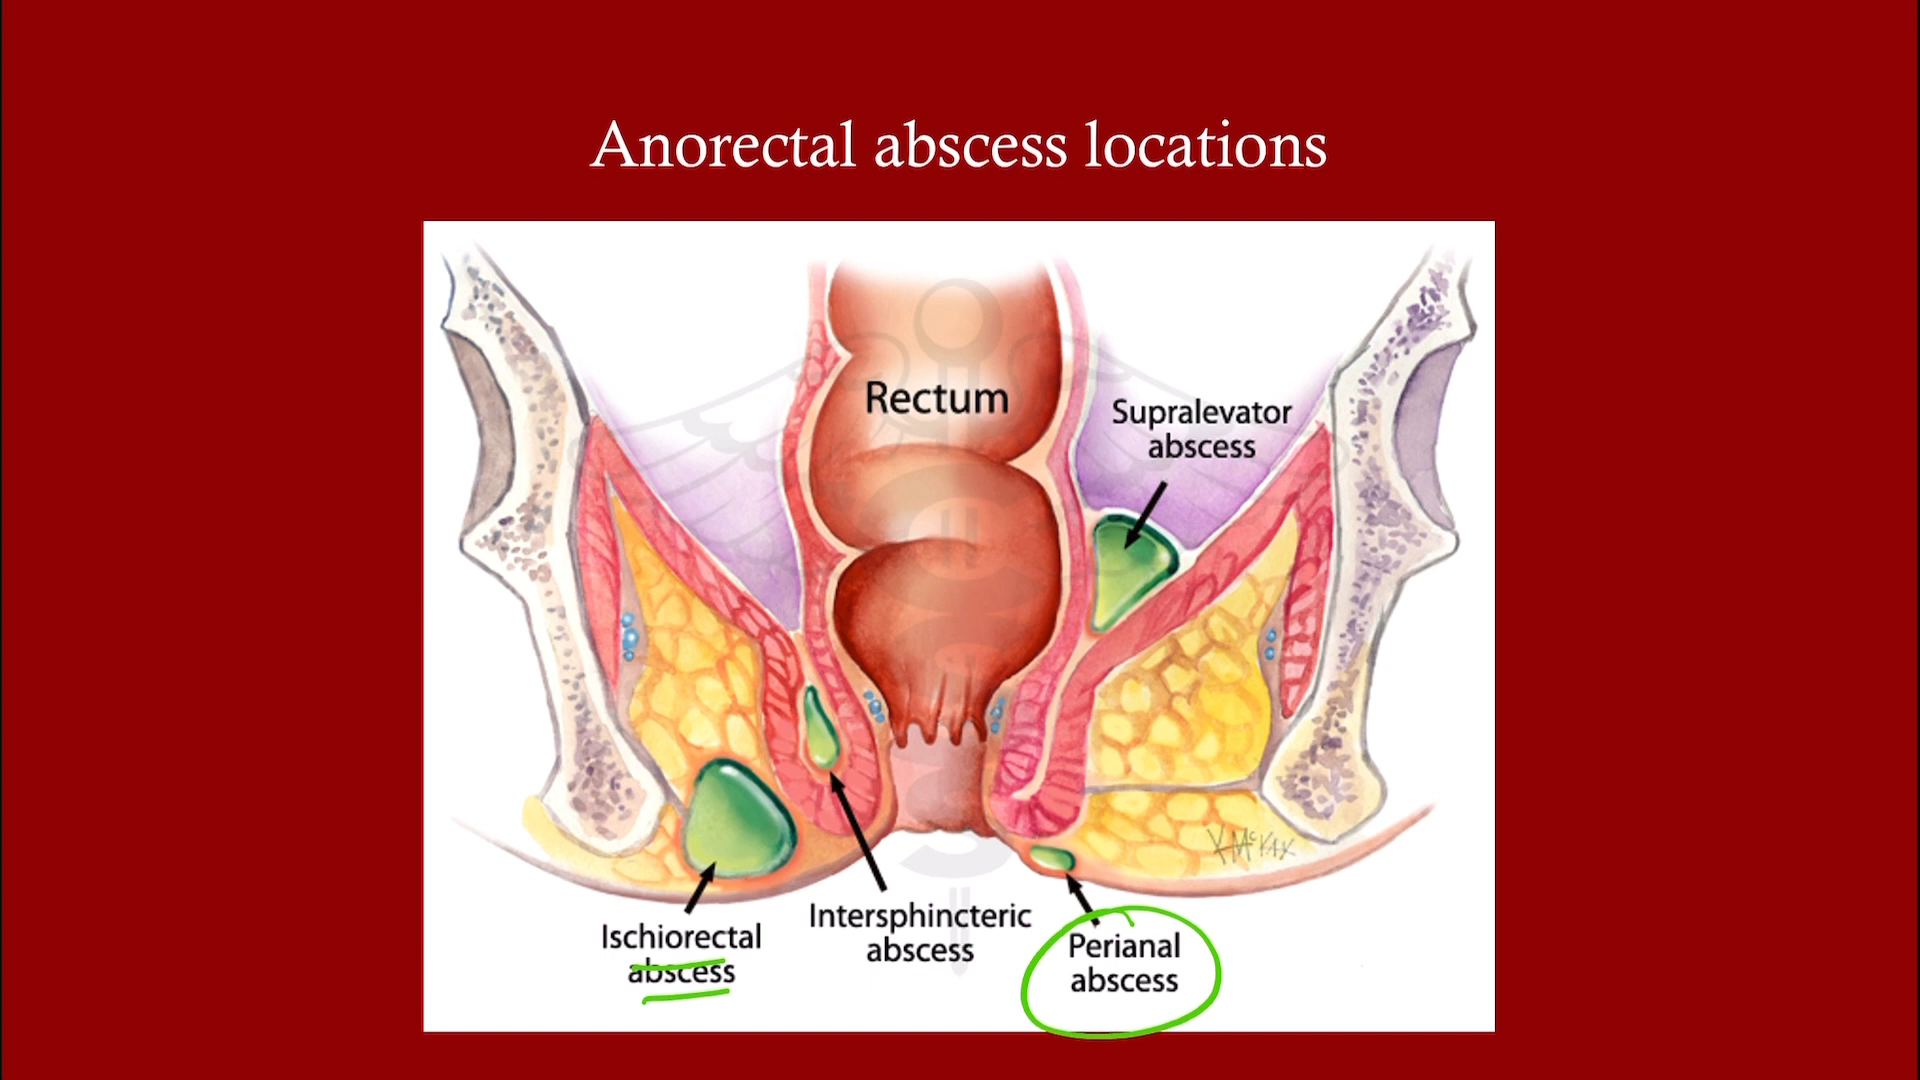 Anorectal abscess locations
Rectum
Supralevator
abscess
Ischiorectal
abscess
Intersphincteric
abscess
Perianal
abscess